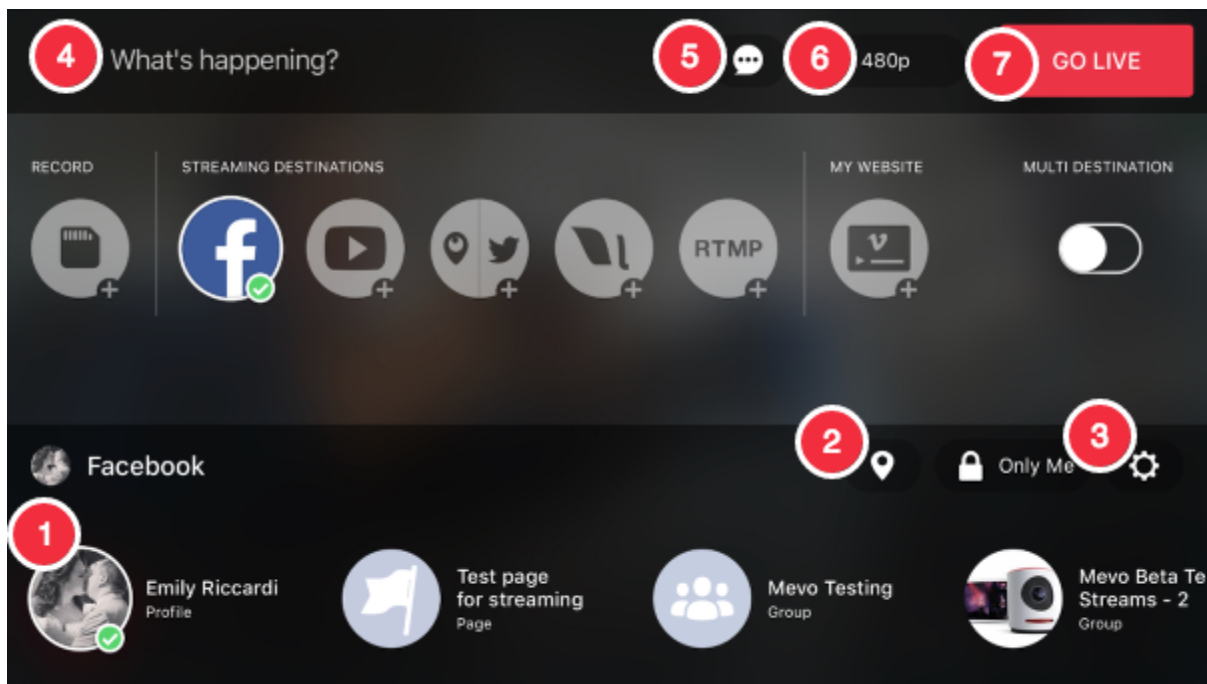 4 What's happening? 5 6 480p 7 GO LIVE
RECORD STREAMING DESTINATIONS MY WEBSITE MULTI DESTINATION
RTMP
2 3
Facebook Only Me
1
Emily Riccardi
Profile
Test page
for streaming
Page
Mevo Testing
Group
Mevo Beta Te
Streams - 2
Group